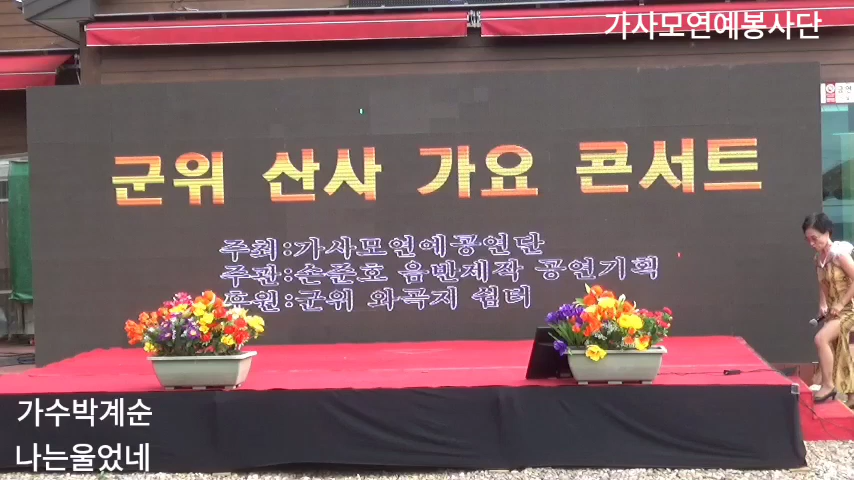 가사모연예봉사단
군위 산사 가요 콘서트
주최:가사모연예공연단
주관:손준호 음반제작 공연기획
후원:군위 와곡지 쉼터
가수박계순
나는울었네